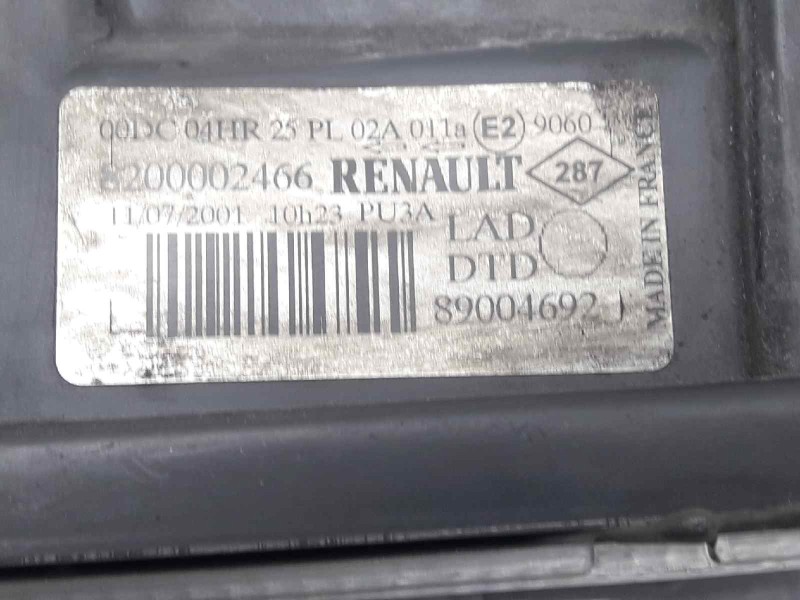 00DC 04HR 25 PL 02A 011a E2 9060
8200002466 RENAULT 287
11/07/2001 10h23 PU3A
LAD
DTD
89004692
MADE IN FRANCE